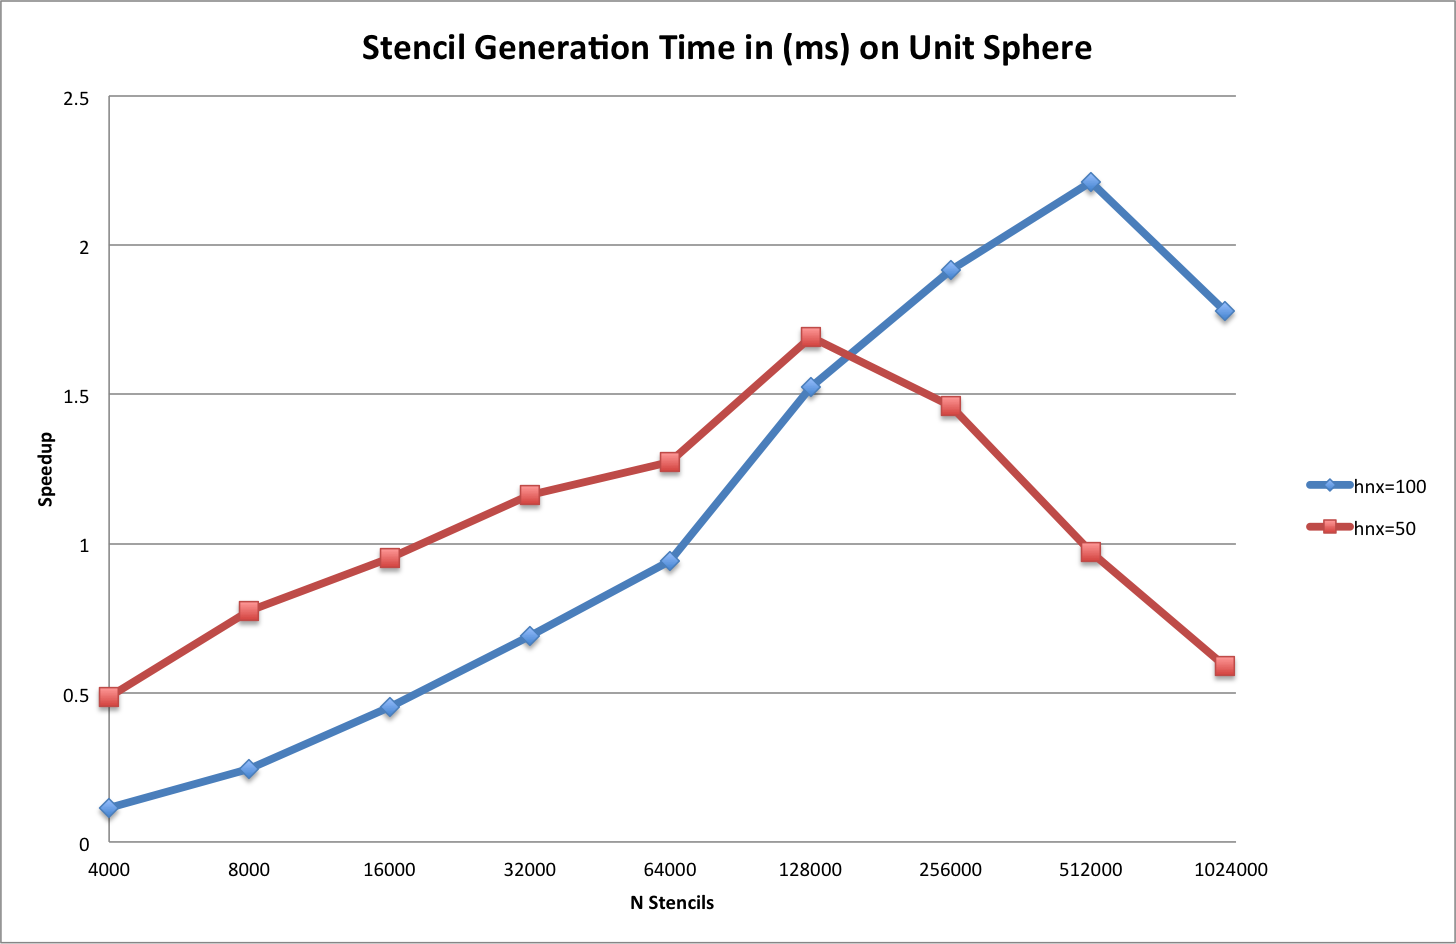 Stencil Generation Time in (ms) on Unit Sphere
2.5
2
1.5
1
0.5
0
Speedup
4000 8000 16000 32000 64000 128000 256000 512000 1024000
N Stencils
hnx=100
hnx=50